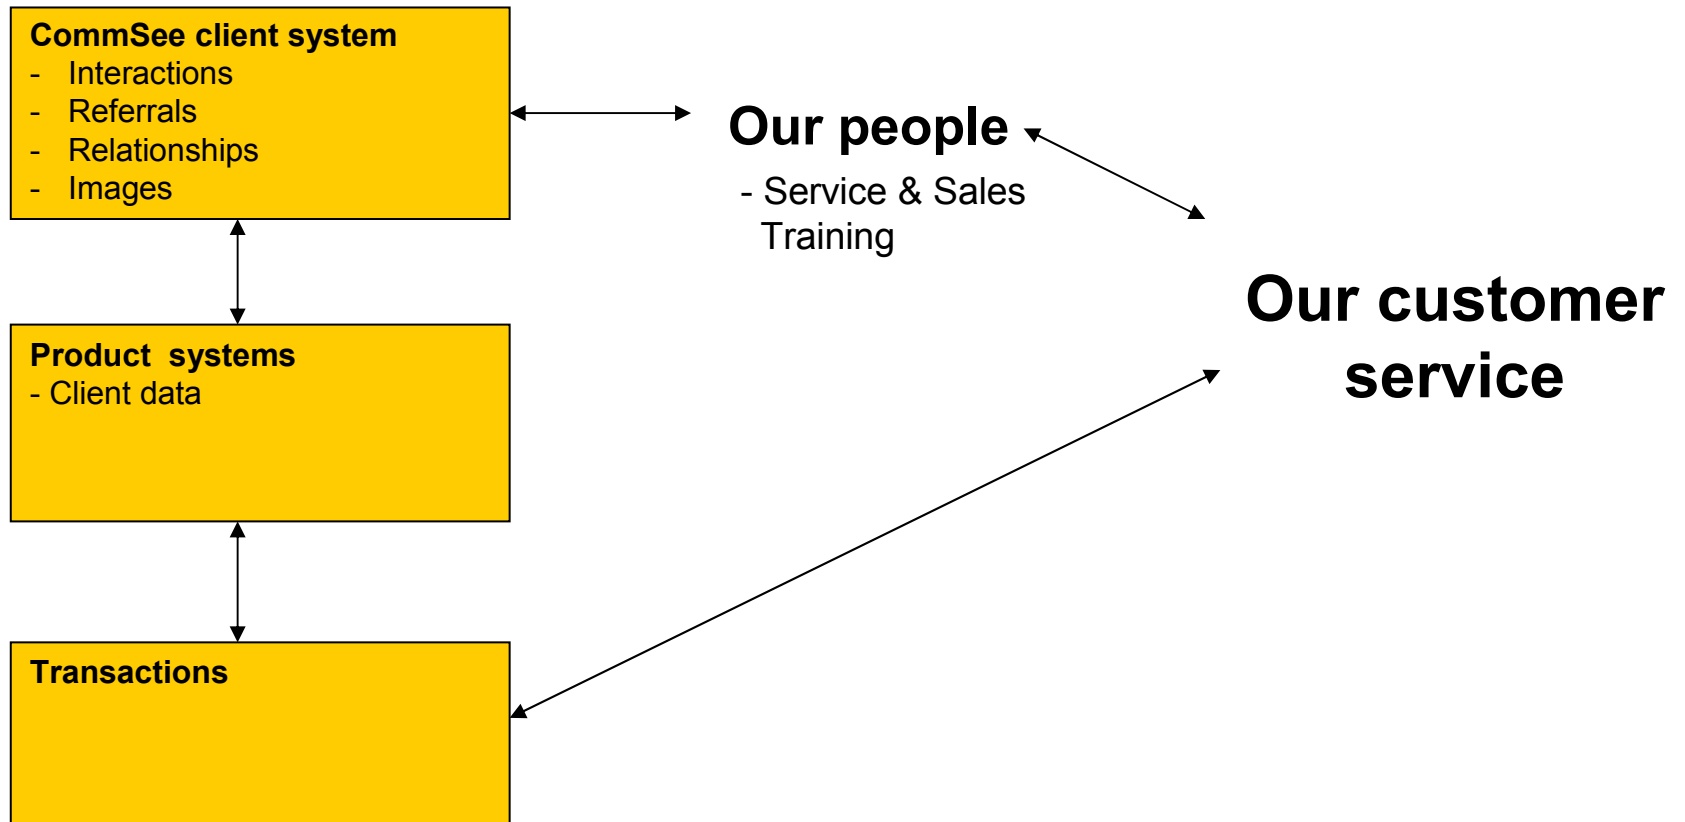 CommSee client system
- Interactions
- Referrals
- Relationships
- Images
Our people
- Service & Sales
Training
Our customer
service
Product  systems
- Client data
Transactions